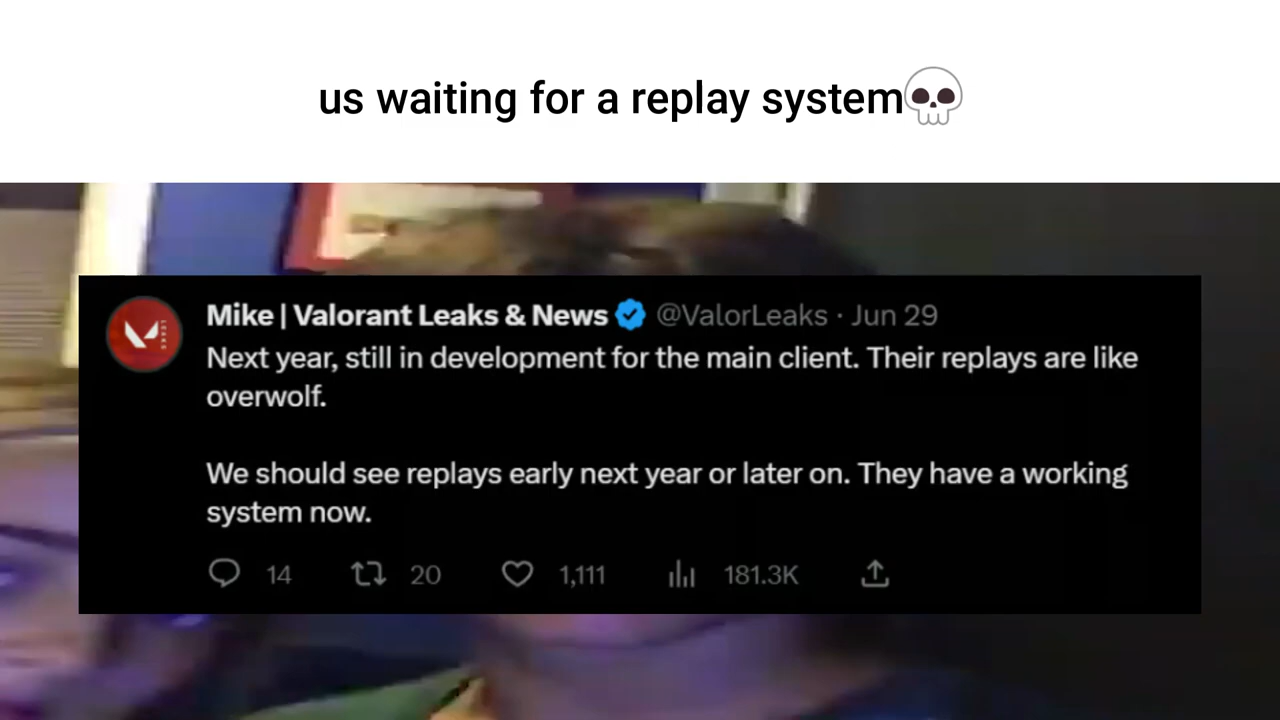 us waiting for a replay system💀
Mike | Valorant Leaks & News @ValorLeaks · Jun 29
Next year, still in development for the main client. Their replays are like
overwolf.
We should see replays early next year or later on. They have a working
system now.
14 20 1,111 181.3K